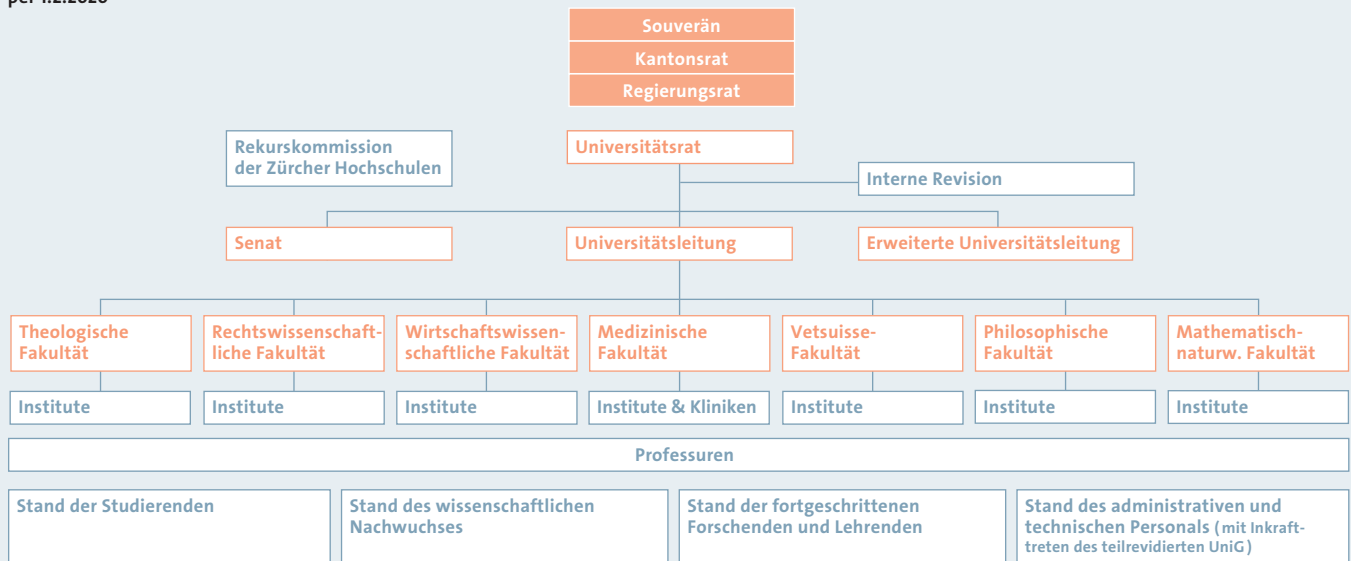 Souverän
Kantonsrat
Regierungsrat
Rekurskommission
der Zürcher Hochschulen
Universitätsrat
Interne Revision
Senat
Universitätsleitung
Erweiterte Universitätsleitung
Theologische
Fakultät
Rechtswissenschaft-
liche Fakultät
Wirtschaftswissen-
schaftliche Fakultät
Medizinische
Fakultät
Vetsuisse-
Fakultät
Philosophische
Fakultät
Mathematisch-
naturw. Fakultät
Institute
Institute
Institute
Institute & Kliniken
Institute
Institute
Institute
Professuren
Stand der Studierenden
Stand des wissenschaftlichen
Nachwuchses
Stand der fortgeschrittenen
Forschenden und Lehrenden
Stand des administrativen und
technischen Personals (mit Inkraft-
treten des teilrevidierten UniG)